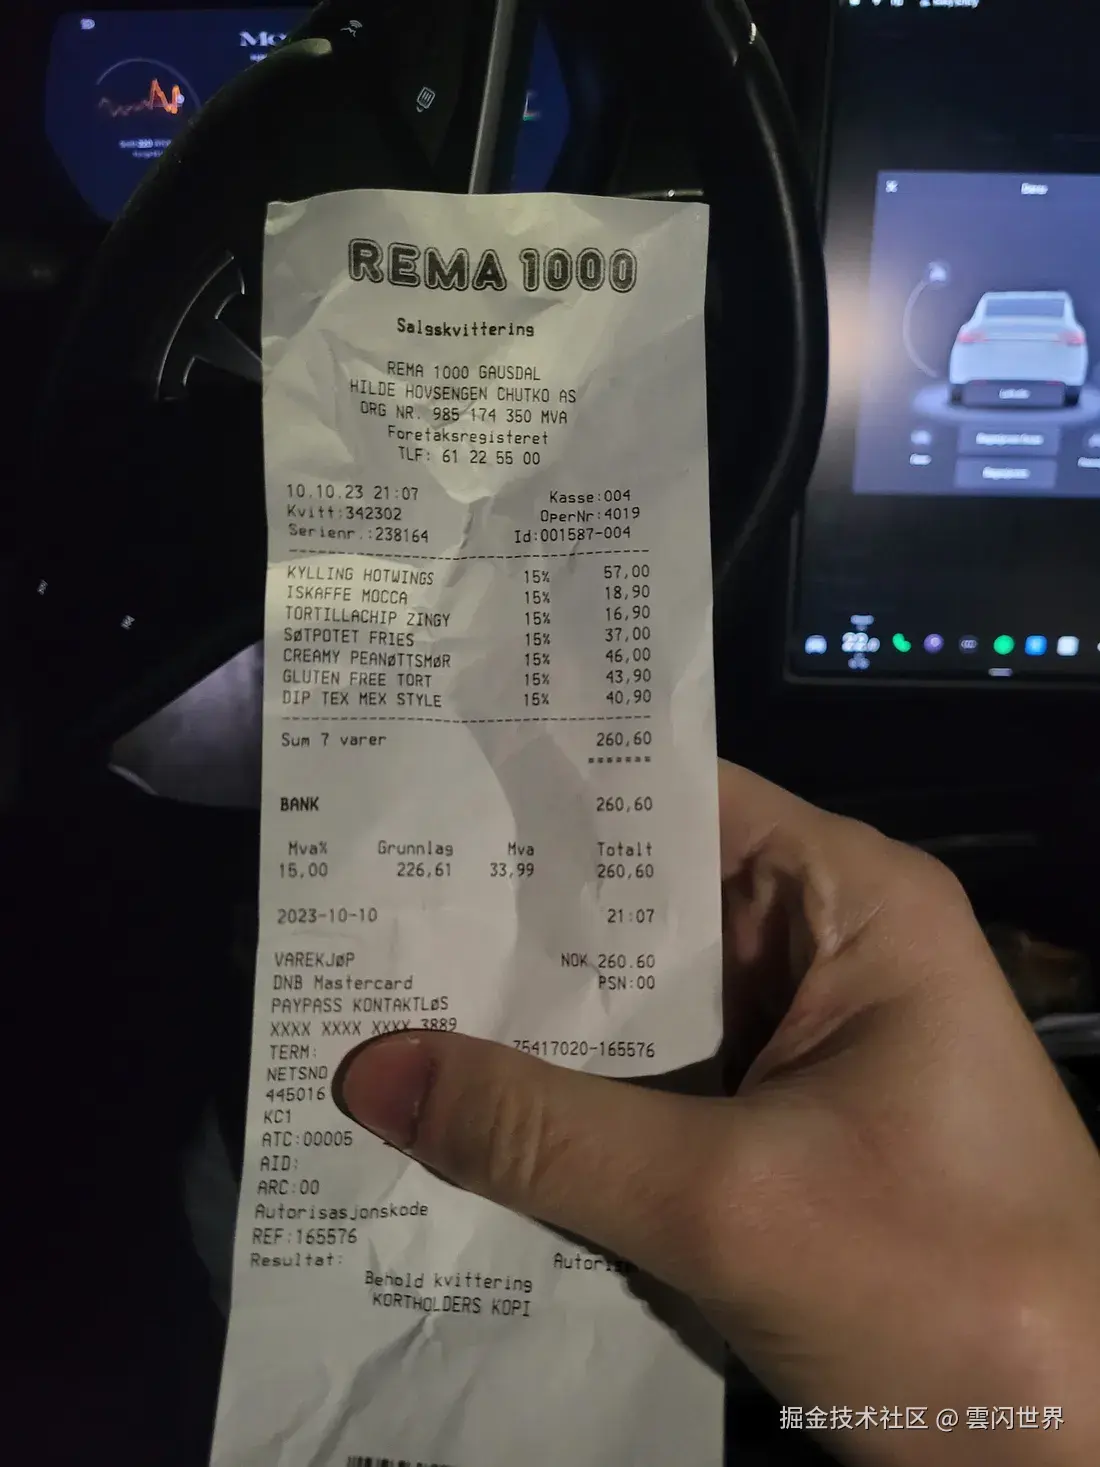 REMA 1000
Salgskvittering
REMA 1000 GAUSDAL
HILDE HOVSENGEN CHUTKO AS
ORG NR. 985 174 350 MVA
Foretaksregisteret
TLF: 61 22 55 00
10.10.23 21:07 Kasse:004
Kvitt:342302 OperNr:4019
Serienr.:238164 Id:001587-004
KYLLING HOTWINGS 15% 57,00
ISKAFFE MOCCA 15% 18,90
TORTILLACHIP ZINGY 15% 16,90
SØTPOTET FRIES 15% 37,00
CREAMY PEANØTTSMØR 15% 46,00
GLUTEN FREE TORT 15% 43,90
DIP TEX MEX STYLE 15% 40,90
Sum 7 varer 260,60
BANK 260,60
Mva% Grunnlag Mva Totalt
15,00 226,61 33,99 260,60
2023-10-10 21:07
VAREKJØP NOK 260.60
DNB Mastercard PSN:00
PAYPASS KONTAKTLØS
XXXX XXXX XXXX 3889
TERM: 75417020-165576
NETSNO
445016
KC1
ATC:00005
AID:
ARC:00
Autorisasjonskode
REF:165576
Resultat:
Behold kvittering
KORTHOLDERS KOPI
掘金技术社区 @ 雲闪世界